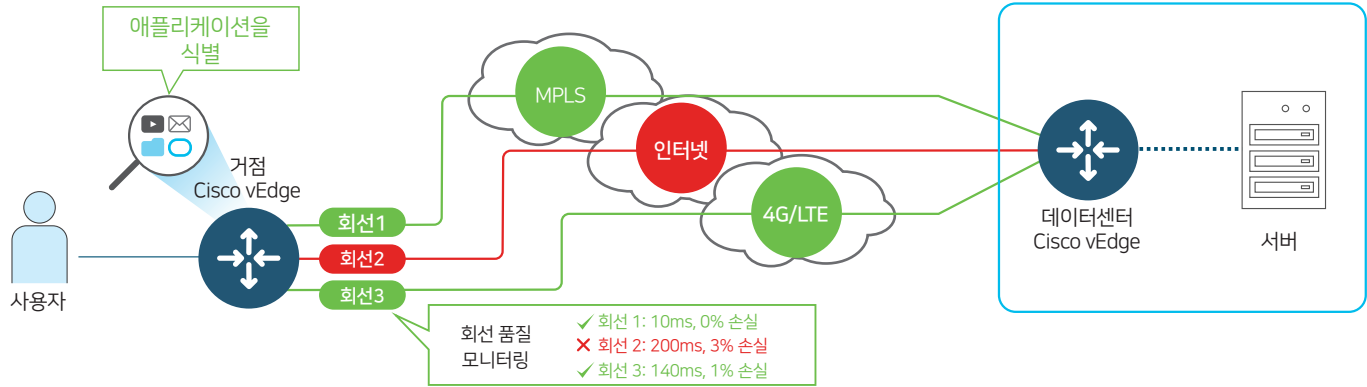 애플리케이션을
식별
거점
Cisco vEdge
사용자
회선1
회선2
회선3
MPLS
인터넷
4G/LTE
데이터센터
Cisco vEdge
서버
회선 품질
모니터링
회선 1: 10ms, 0% 손실
회선 2: 200ms, 3% 손실
회선 3: 140ms, 1% 손실